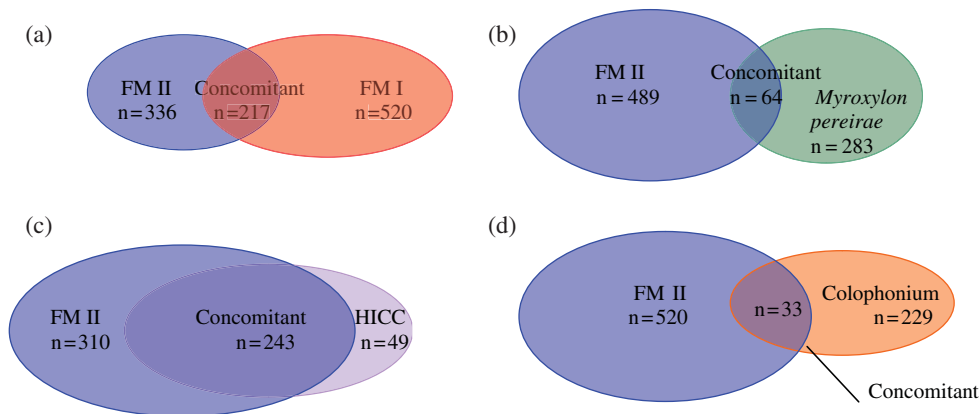 (a)
FM II
n=336
Concomitant
n=217
FM I
n=520
(b)
FM II
n=489
Concomitant
n=64
Myroxylon
pereirae
n=283
(c)
FM II
n=310
Concomitant
n=243
HICC
n=49
(d)
FM II
n=520
n=33
Colophonium
n=229
Concomitant